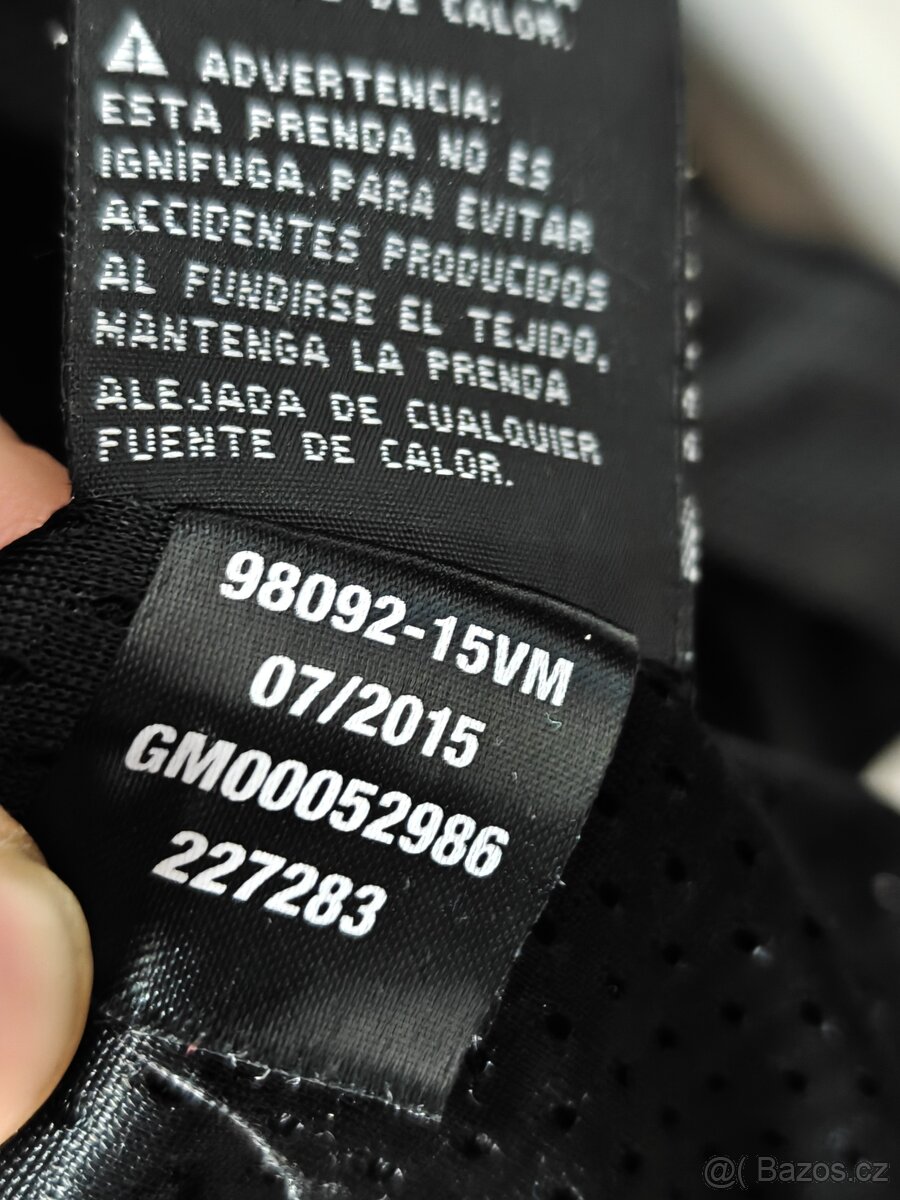 DE CALOR.
ADVERTENCIA:
ESTA PRENDA NO ES
IGNÍFUGA. PARA EVITAR
ACCIDENTES PRODUCIDOS
AL FUNDIRSE EL TEJIDO,
MANTENGA LA PRENDA
ALEJADA DE CUALQUIER
FUENTE DE CALOR.
98092-15VM
07/2015
GM00052986
227283
@( Bazos.cz